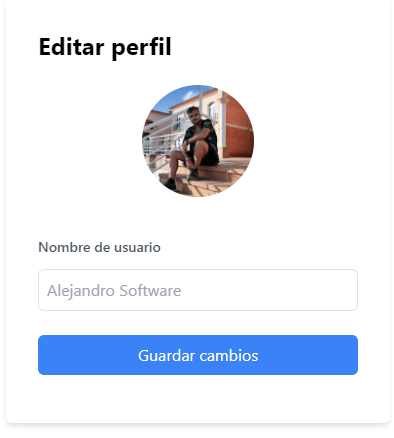 Editar perfil
Nombre de usuario
Alejandro Software
Guardar cambios